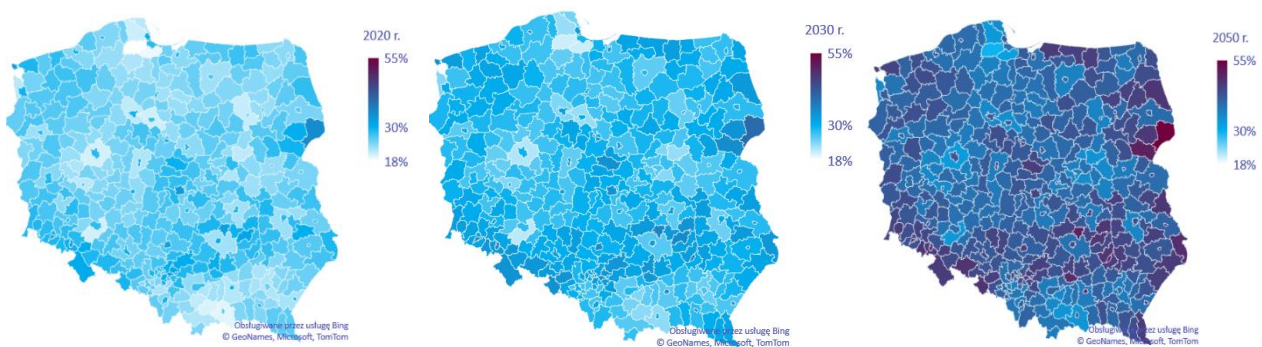 2020 r.
55%
30%
18%
Obsługiwane przez usługę Bing
© GeoNames, Microsoft, TomTom
2030 r.
55%
30%
18%
Obsługiwane przez usługę Bing
© GeoNames, Microsoft, TomTom
2050 r.
55%
30%
18%
Obsługiwane przez usługę Bing
© GeoNames, Microsoft, TomTom